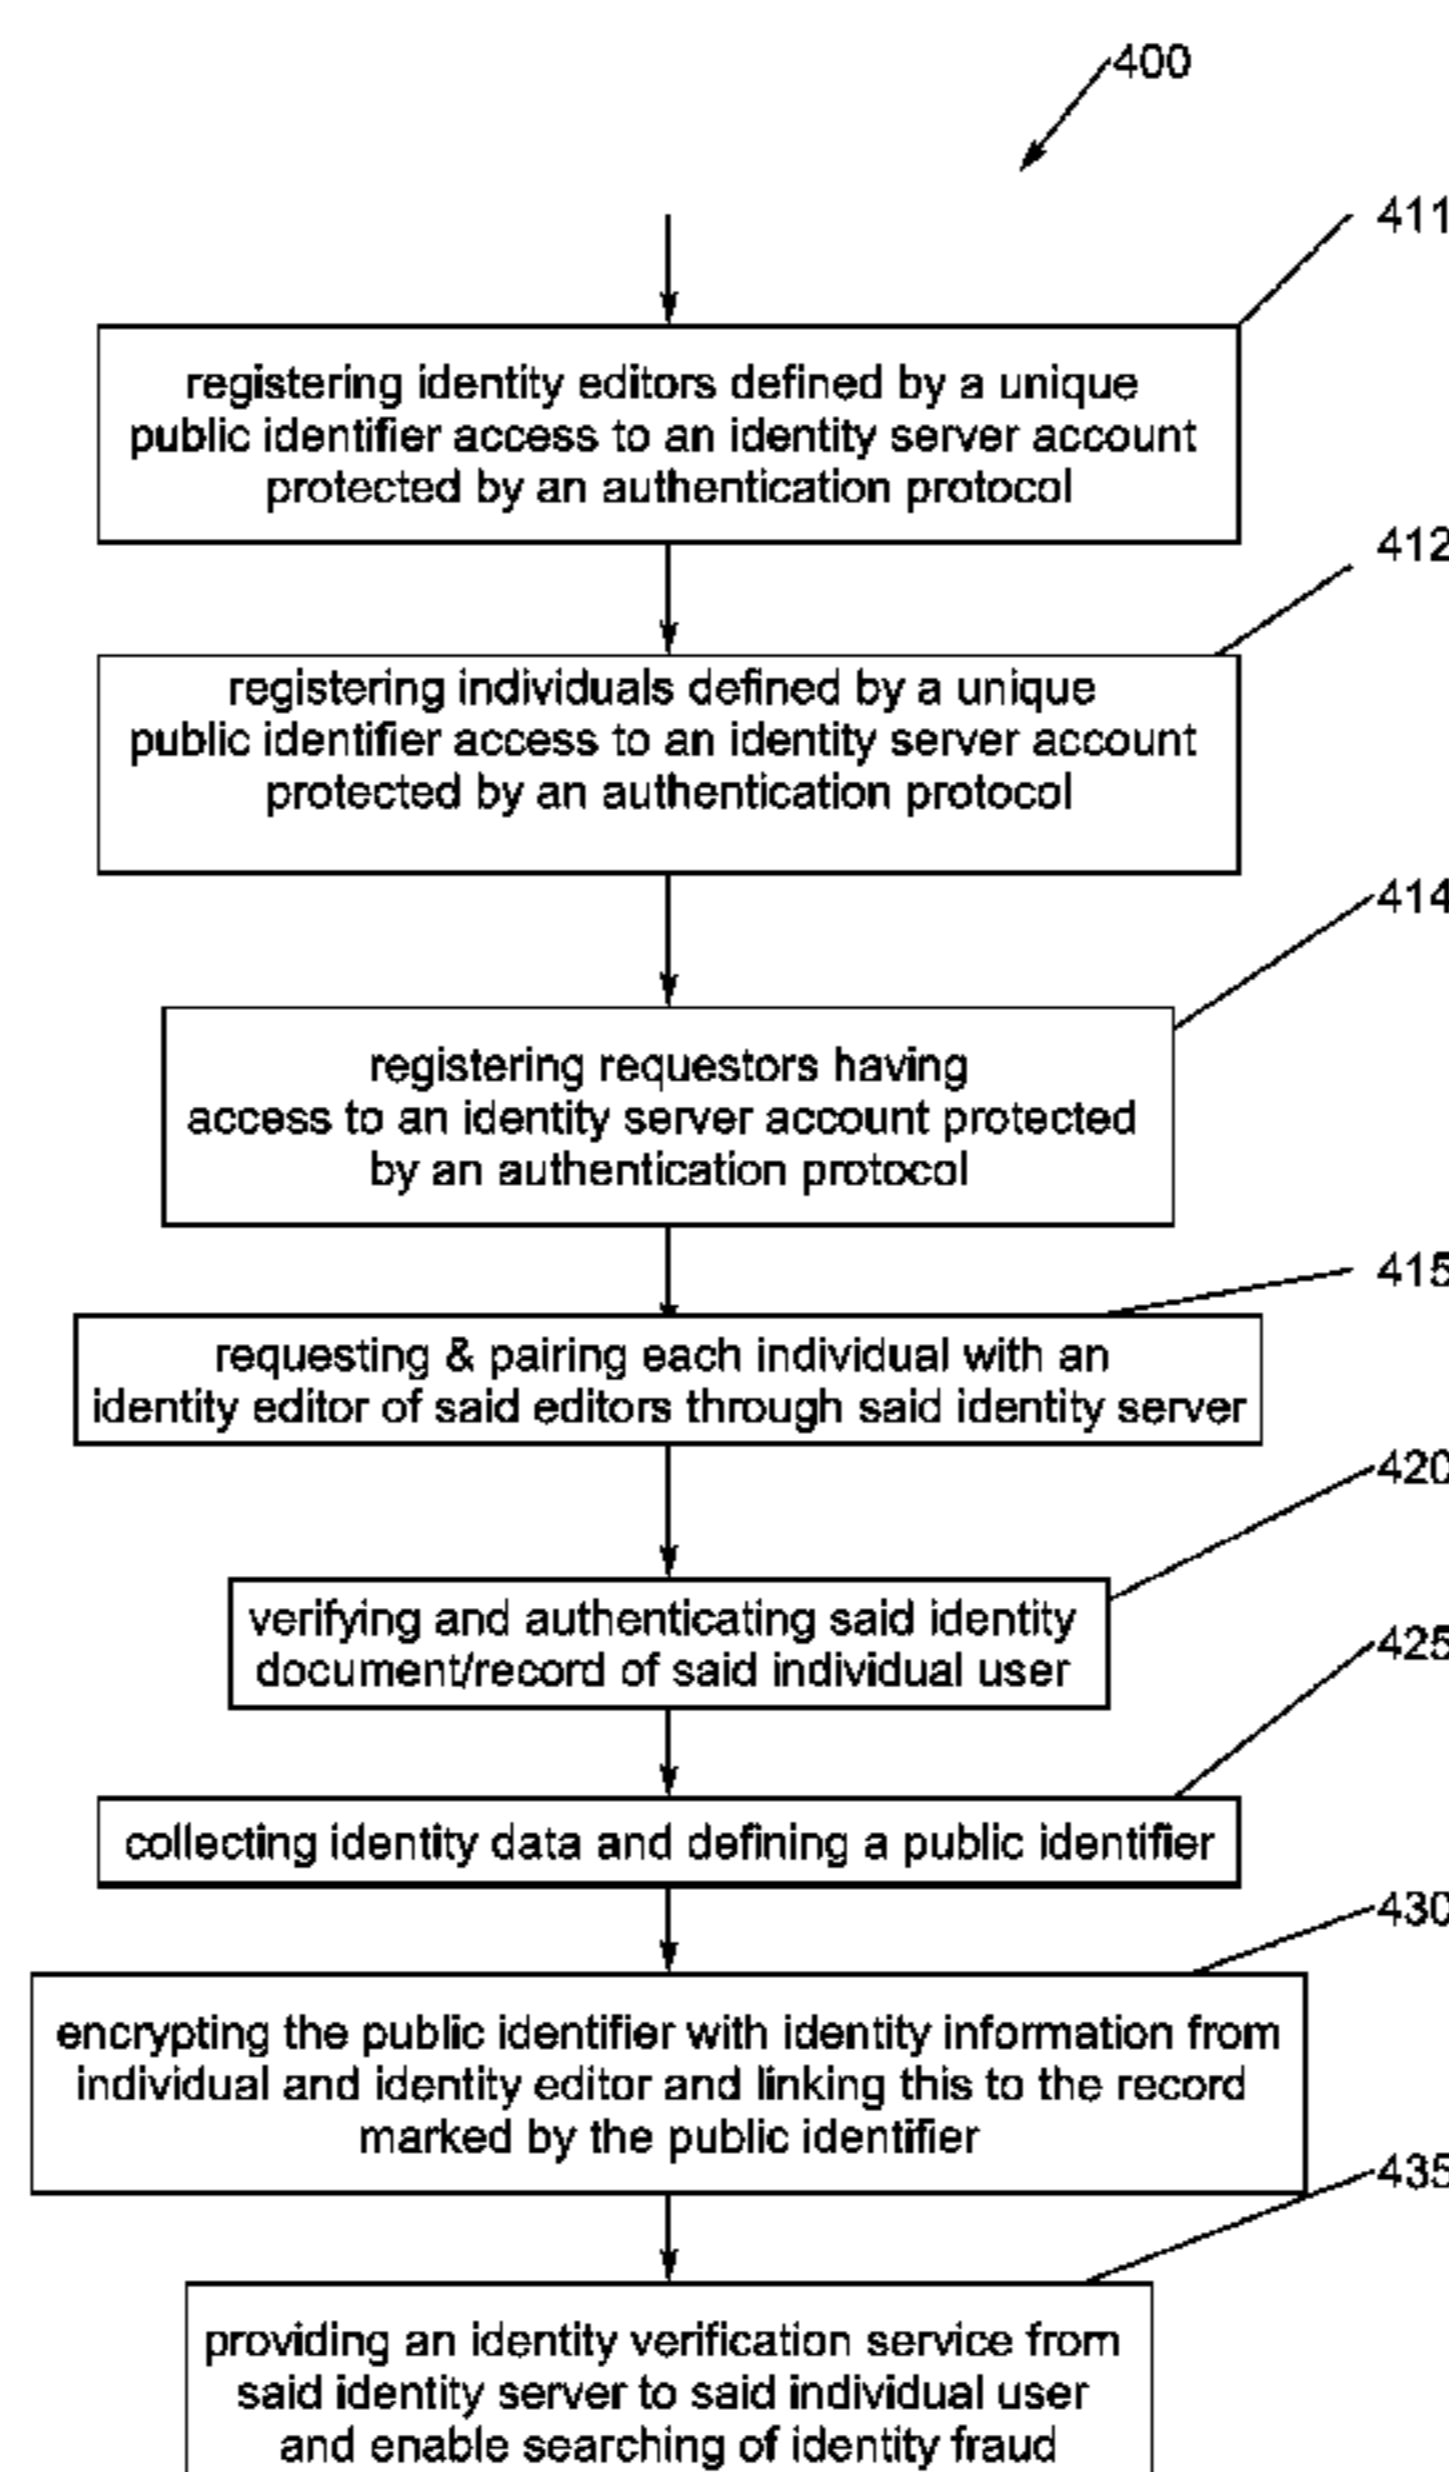 400
411
registering identity editors defined by a unique
public identifier access to an identity server account
protected by an authentication protocol
412
registering individuals defined by a unique
public identifier access to an identity server account
protected by an authentication protocol
414
registering requestors having
access to an identity server account protected
by an authentication protocol
415
requesting & pairing each individual with an
identity editor of said editors through said identity server
420
verifying and authenticating said identity
document/record of said individual user
425
collecting identity data and defining a public identifier
430
encrypting the public identifier with identity information from
individual and identity editor and linking this to the record
marked by the public identifier
435
providing an identity verification service from
said identity server to said individual user
and enable searching of identity fraud